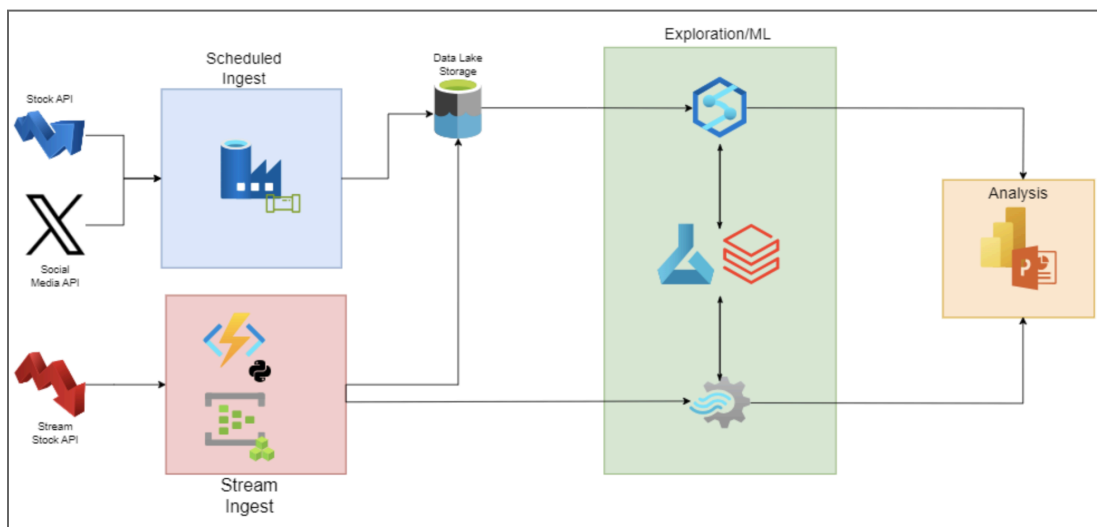 Exploration/ML
Scheduled
Ingest
Data Lake
Storage
Stock API
Social
Media API
Analysis
Stream
Stock API
Stream
Ingest